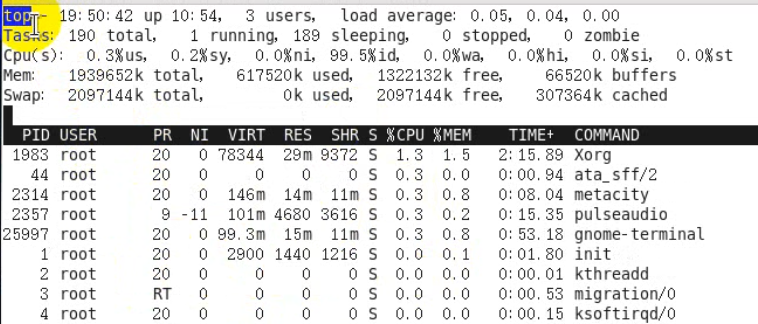 top - 19:50:42 up 10:54, 3 users, load average: 0.05, 0.04, 0.00
Tasks: 190 total, 1 running, 189 sleeping, 0 stopped, 0 zombie
Cpu(s): 0.3%us, 0.2%sy, 0.0%ni, 99.5%id, 0.0%wa, 0.0%hi, 0.0%si, 0.0%st
Mem: 1939652k total, 617520k used, 1322132k free, 66520k buffers
Swap: 2097144k total, 0k used, 2097144k free, 307364k cached
PID USER PR NI VIRT RES SHR S %CPU %MEM TIME+ COMMAND
1983 root 20 0 78344 29m 9372 S 1.3 1.5 2:15.89 Xorg
44 root 20 0 0 0 0 S 0.3 0.0 0:00.94 ata_sff/2
2314 root 20 0 146m 14m 11m S 0.3 0.8 0:08.04 metacity
2357 root 9 -11 101m 4680 3616 S 0.3 0.2 0:15.35 pulseaudio
25997 root 20 0 99.3m 15m 11m S 0.3 0.8 0:53.18 gnome-terminal
1 root 20 0 2900 1440 1216 S 0.0 0.1 0:01.80 init
2 root 20 0 0 0 0 S 0.0 0.0 0:00.01 kthreadd
3 root RT 0 0 0 0 S 0.0 0.0 0:00.53 migration/0
4 root 20 0 0 0 0 S 0.0 0.0 0:00.15 ksoftirqd/0